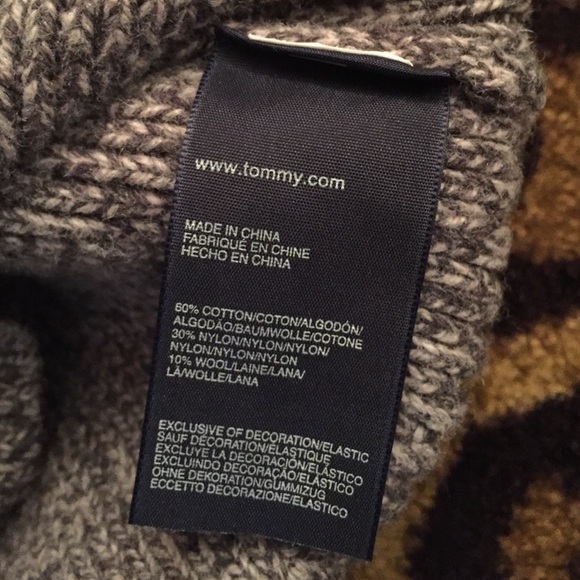 www.tommy.com
MADE IN CHINA
FABRIQUÉ EN CHINE
HECHO EN CHINA
60% COTTON/COTON/ALGODÓN/
ALGODÃO/BAUMWOLLE/COTONE
30% NYLON/NYLON/NYLON/
NYLON/NYLON/NYLON
10% WOOL/LAINE/LANA/
LÃ/WOLLE/LANA
EXCLUSIVE OF DECORATION/ELASTIC
SAUF DÉCORATION/ELASTIQUE
EXCLUYE LA DECORACIÓN/ELÁSTICO
EXCLUINDO DECORAÇÃO/ELÁSTICO
OHNE DEKORATION/GUMMIZUG
ECCETTO DECORAZIONE/ELASTICO